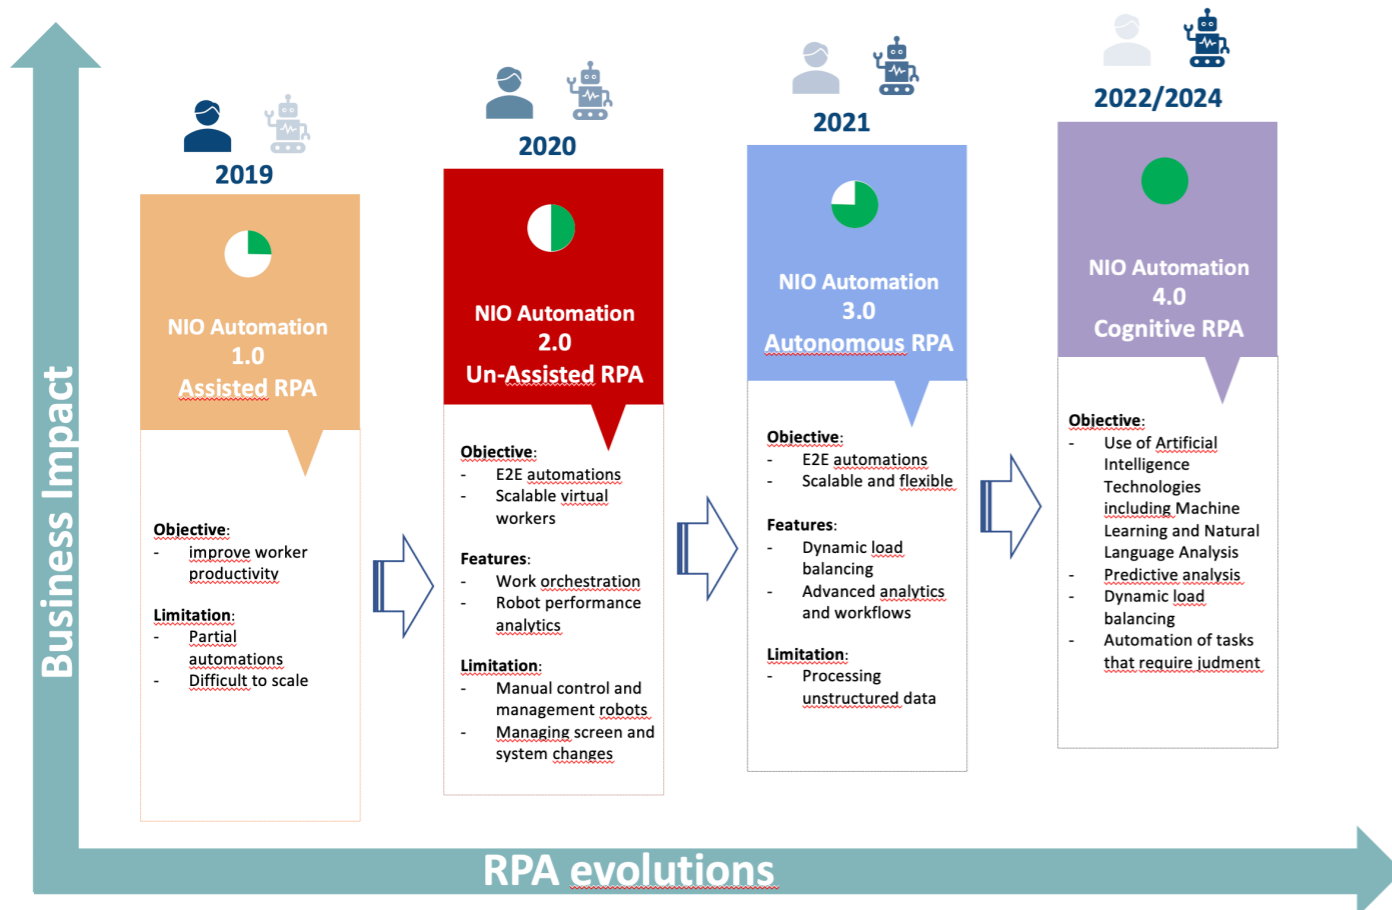 2019
NIO Automation
1.0
Assisted RPA
Objective:
- improve worker
productivity
Limitation:
- Partial
automations
- Difficult to scale
2020
NIO Automation
2.0
Un-Assisted RPA
Objective:
- E2E automations
- Scalable virtual
workers
Features:
- Work orchestration
- Robot performance
analytics
Limitation:
- Manual control and
management robots
- Managing screen and
system changes
2021
NIO Automation
3.0
Autonomous RPA
Objective:
- E2E automations
- Scalable and flexible
Features:
- Dynamic load
balancing
- Advanced analytics
and workflows
Limitation:
- Processing
unstructured data
2022/2024
NIO Automation
4.0
Cognitive RPA
Objective:
- Use of Artificial
Intelligence
Technologies
including Machine
Learning and Natural
Language Analysis
- Predictive analysis
- Dynamic load
balancing
- Automation of tasks
that require judgment
Business Impact
RPA evolutions